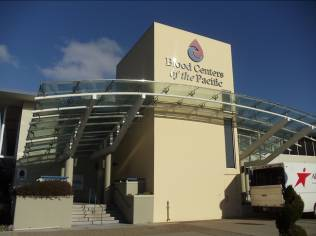 Blood Centers
of the Pacific